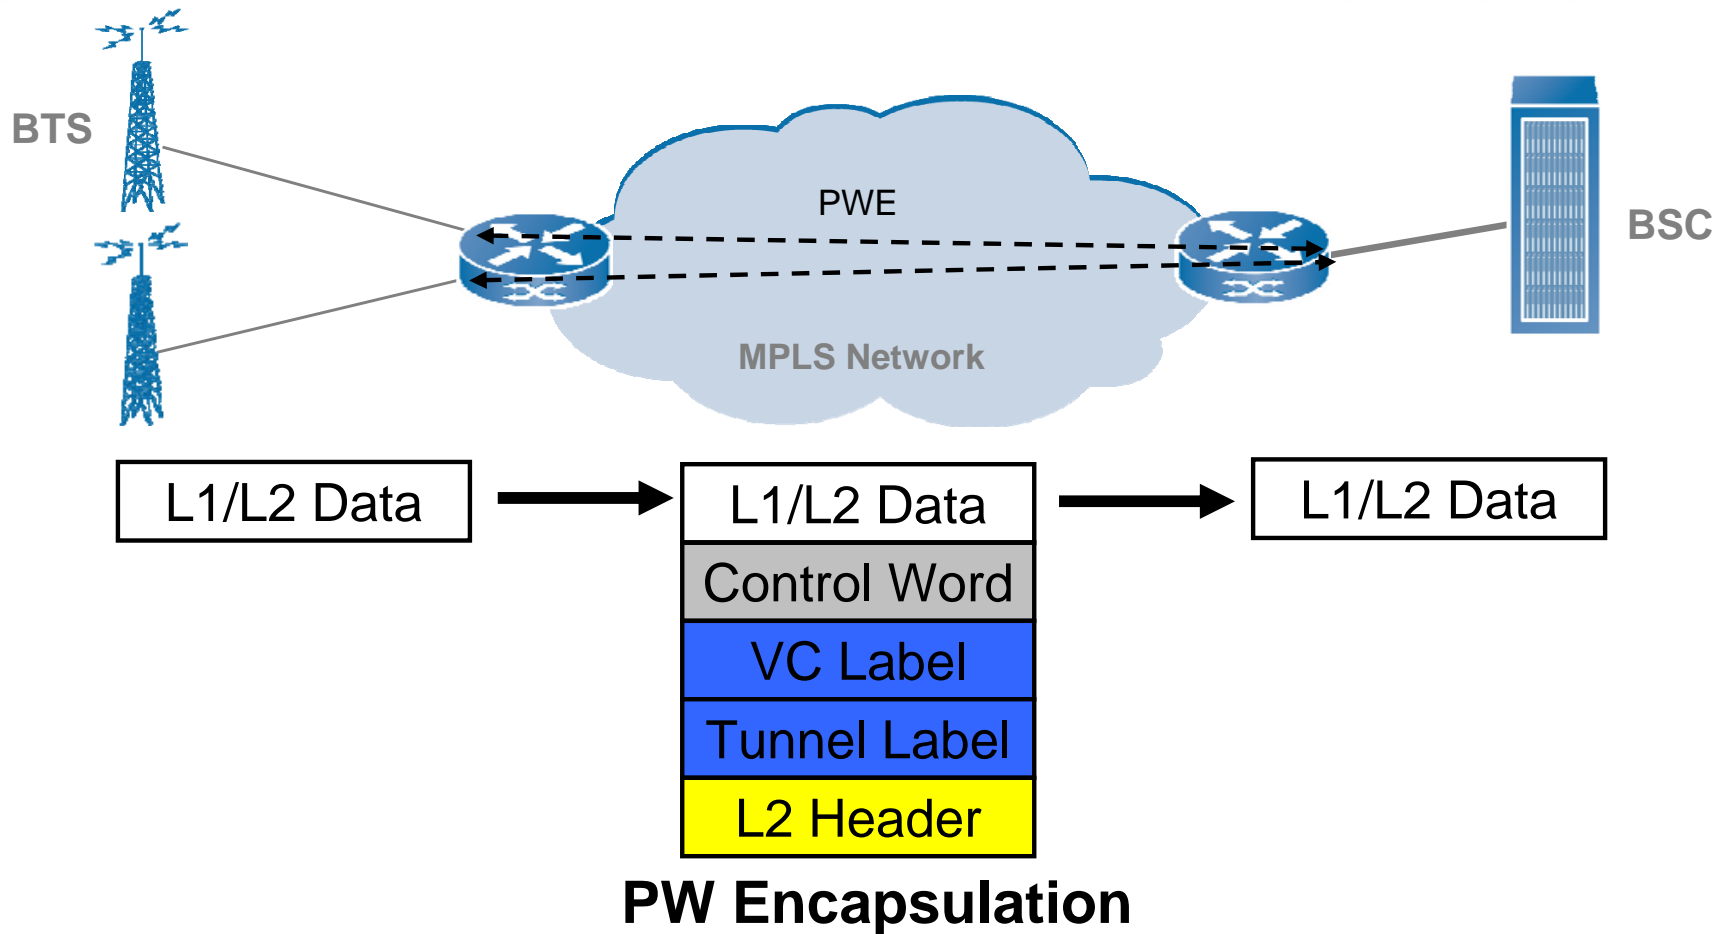 BTS
PWE
BSC
MPLS Network
L1/L2 Data
L1/L2 Data
L1/L2 Data
Control Word
VC Label
Tunnel Label
L2 Header
PW Encapsulation